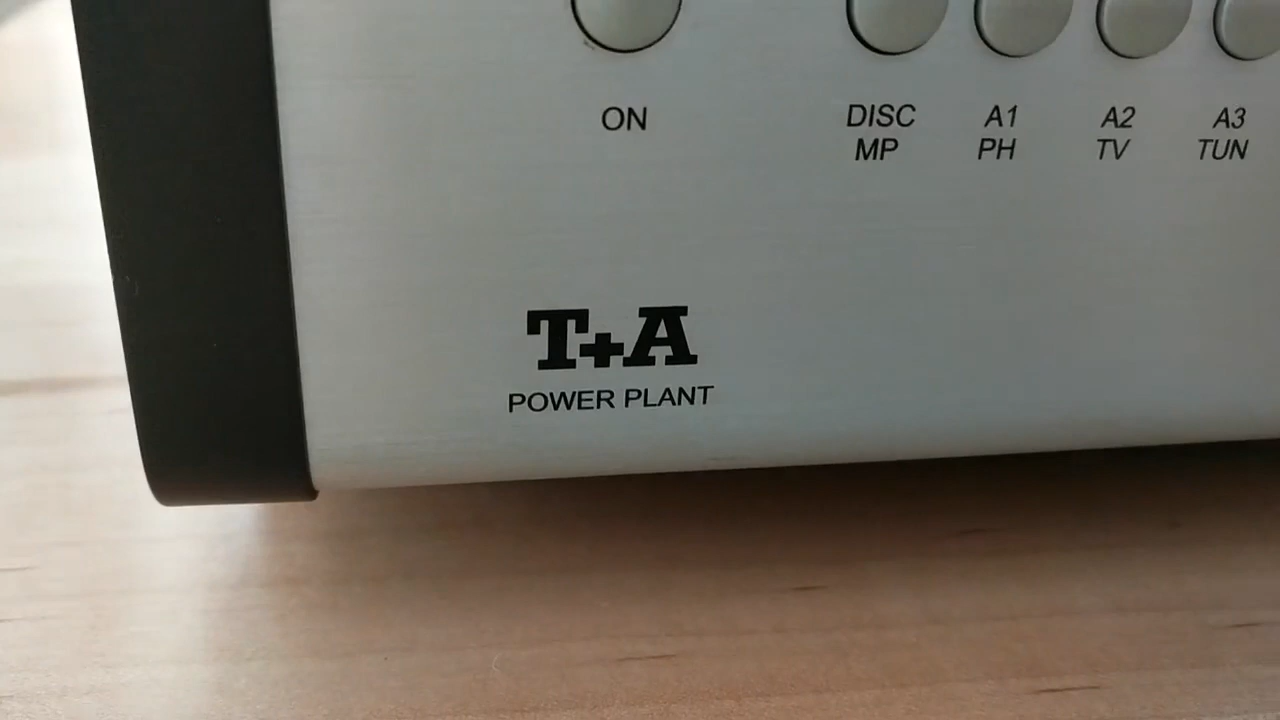 ON
DISC A1 A2 A3
MP PH TV TUN
T+A
POWER PLANT